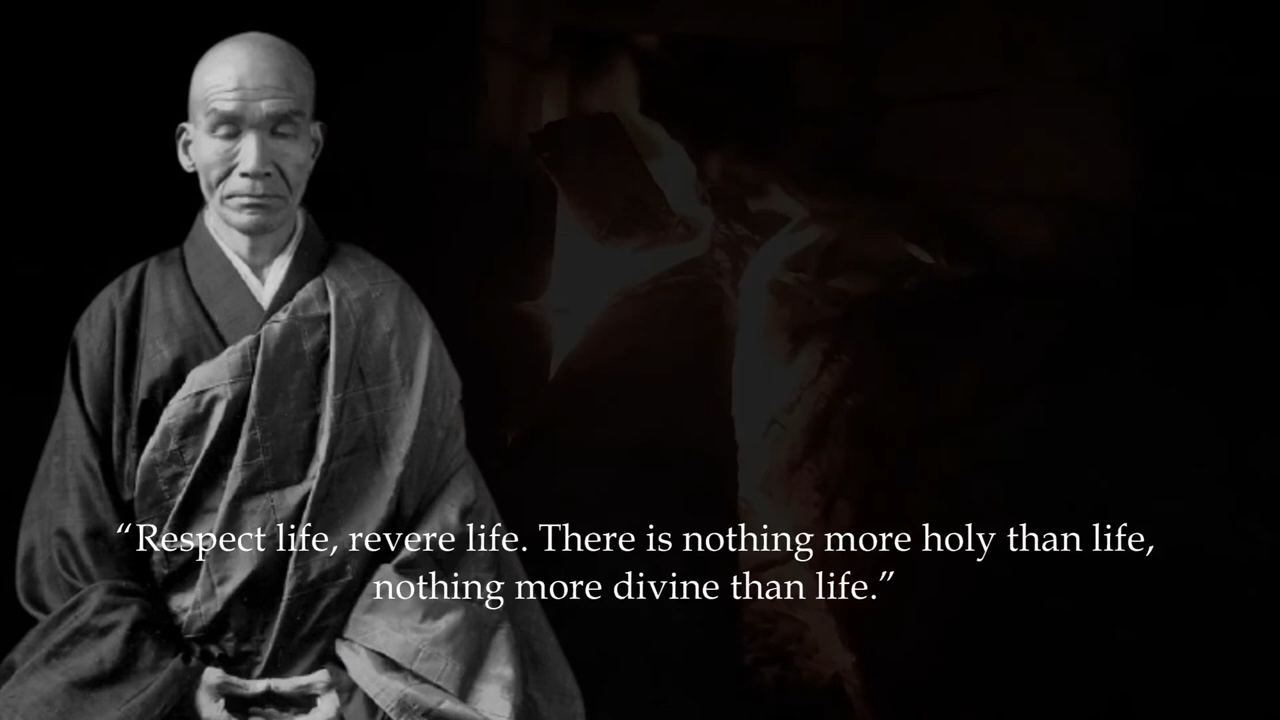 “Respect life, revere life. There is nothing more holy than life,
nothing more divine than life.”